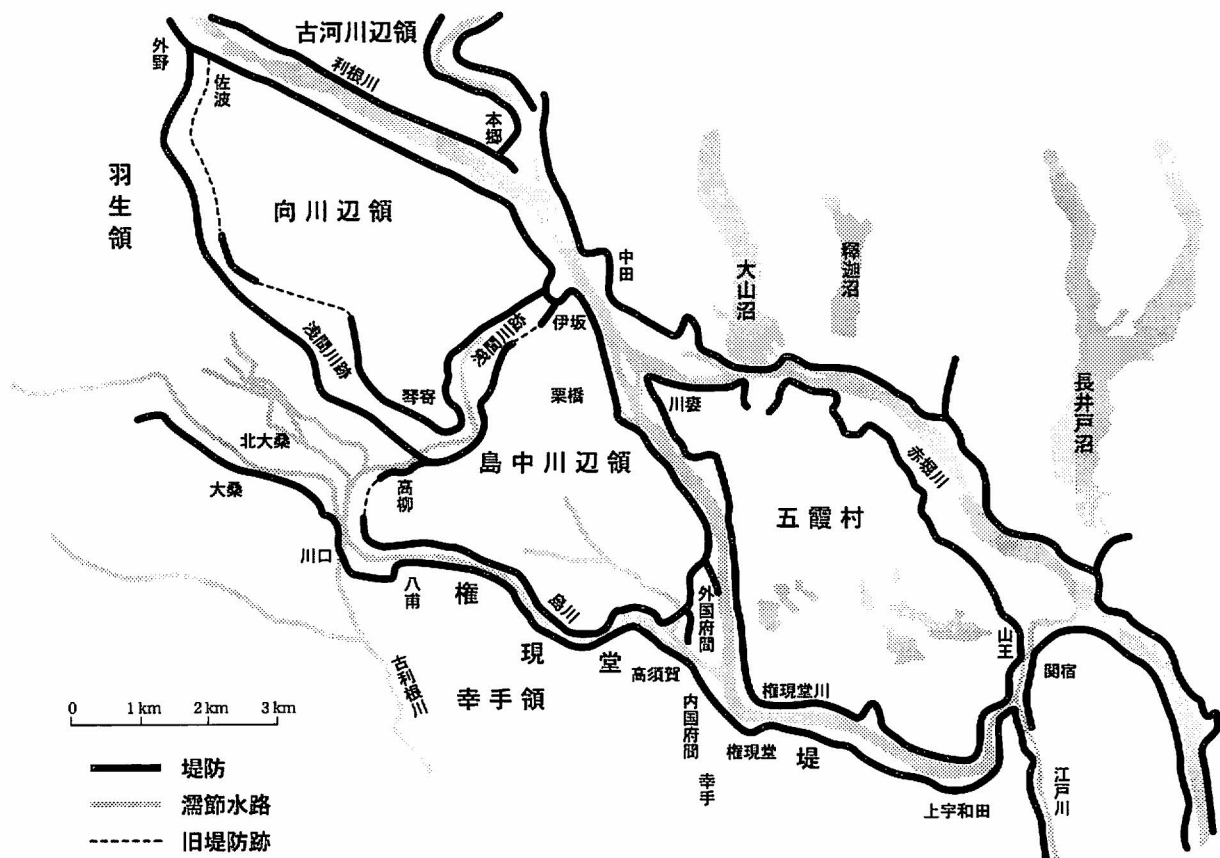 古河川辺領
外野
佐波
利根川
本郷
羽生領
向川辺領
中田
大山沼
釈迦沼
長井戸沼
伊坂
浅間川跡
浅間川跡
琴寄
栗橋
川妻
北大桑
大桑
高柳
島中川辺領
赤堀川
五霞村
川口
八甫
権
現
堂
堤
島川
外国府間
高須賀
内国府間
山王
関宿
古利根川
幸手領
権現堂川
権現堂
幸手
上宇和田
江戸川
0 1 km 2 km 3 km
堤防
濡節水路
旧堤防跡